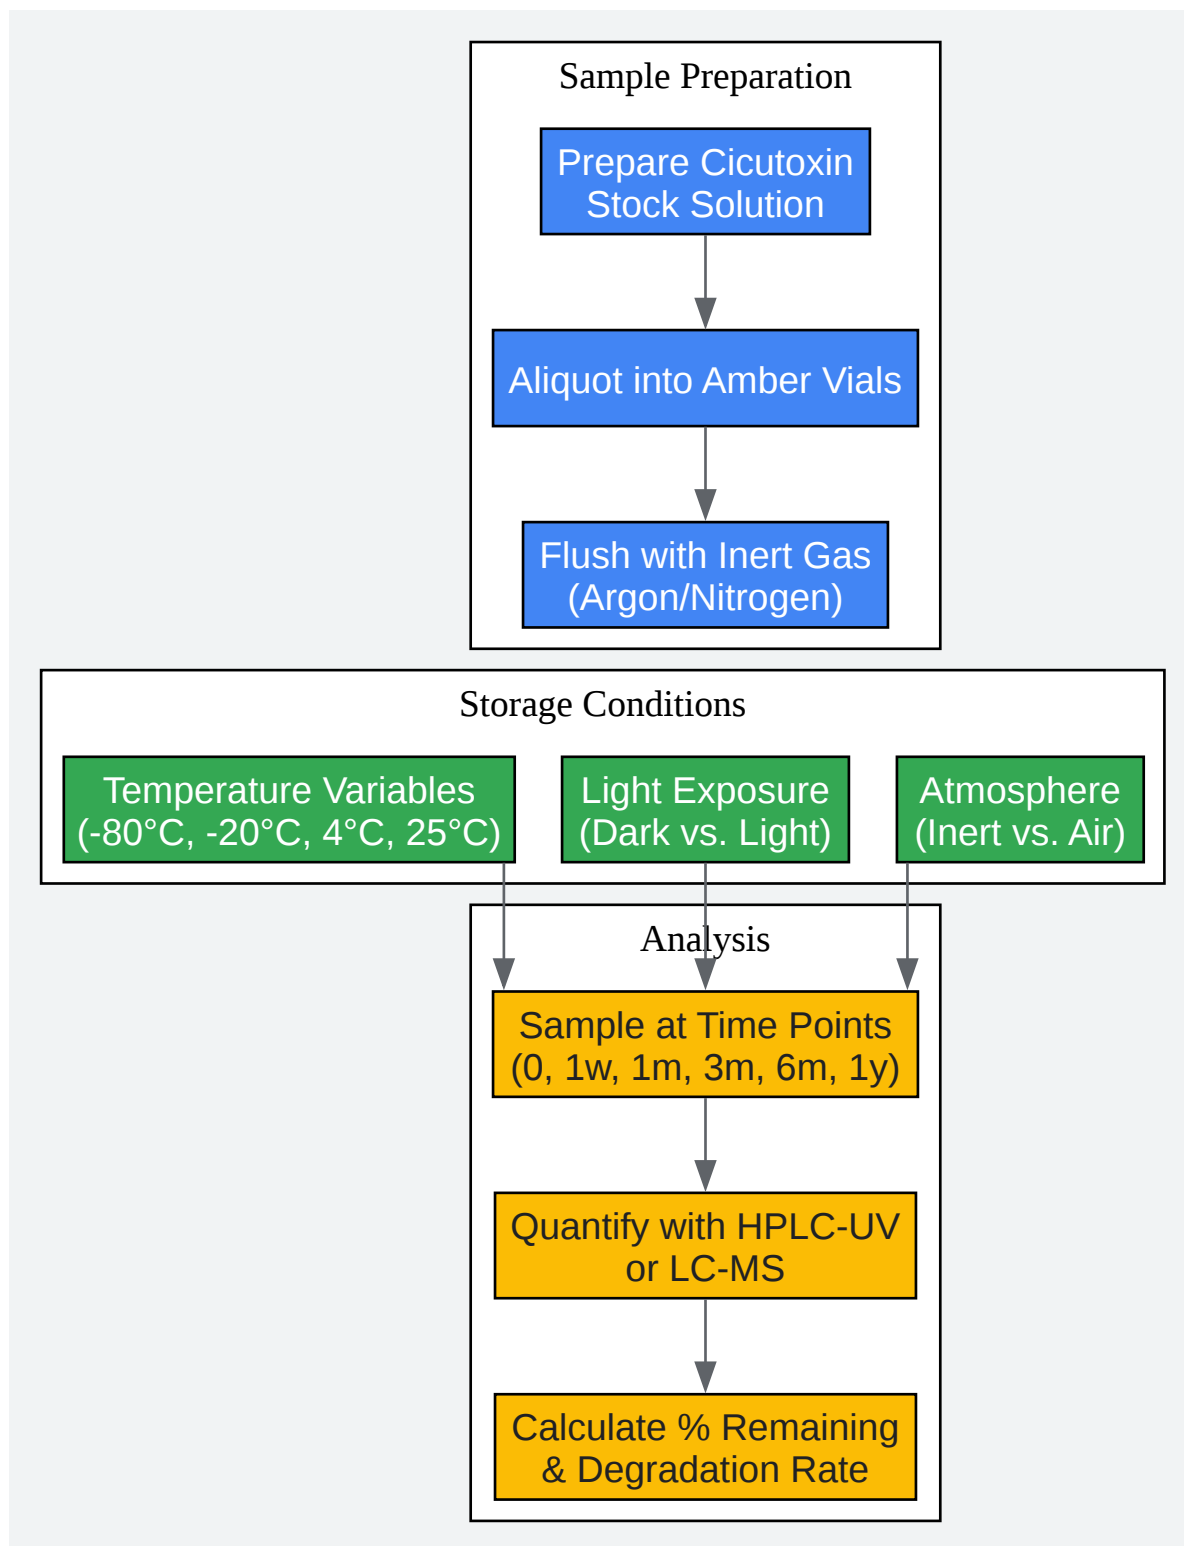 Sample Preparation
Prepare Cicutoxin
Stock Solution
Aliquot into Amber Vials
Flush with Inert Gas
(Argon/Nitrogen)
Storage Conditions
Temperature Variables
(-80°C, -20°C, 4°C, 25°C)
Light Exposure
(Dark vs. Light)
Atmosphere
(Inert vs. Air)
Analysis
Sample at Time Points
(0, 1w, 1m, 3m, 6m, 1y)
Quantify with HPLC-UV
or LC-MS
Calculate % Remaining
& Degradation Rate